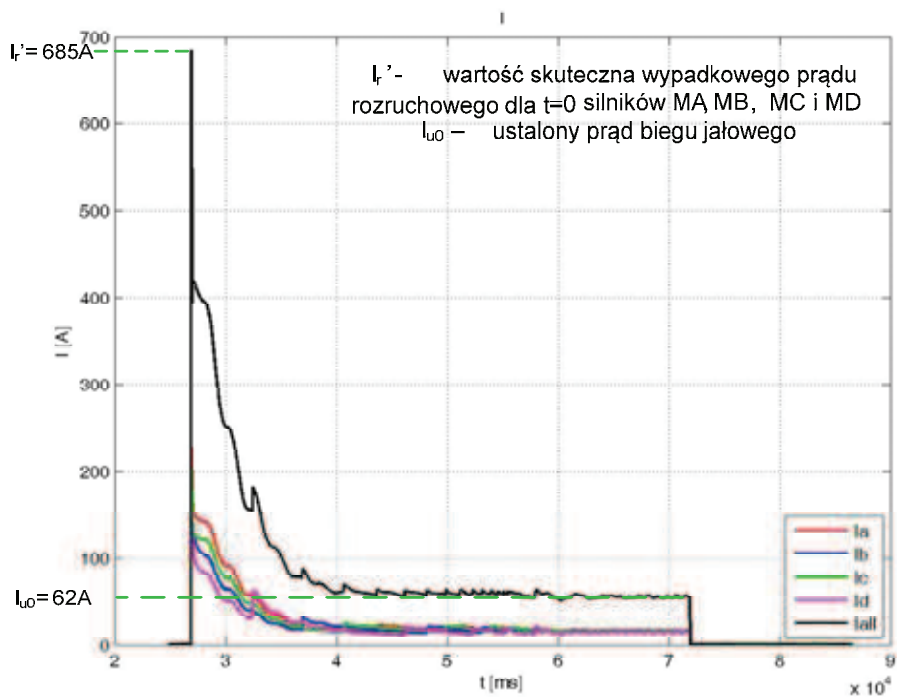 I
Ir'= 685A
Ir'- wartość skuteczna wypadkowego prądu
rozruchowego dla t=0 silników MA, MB, MC i MD
Iu0 – ustalony prąd biegu jałowego
700
600
500
400
300
200
100
0
I [A]
Iu0=62A
Ia
Ib
Ic
Id
Iall
2 3 4 5 6 7 8 9
x 10^4
t [ms]